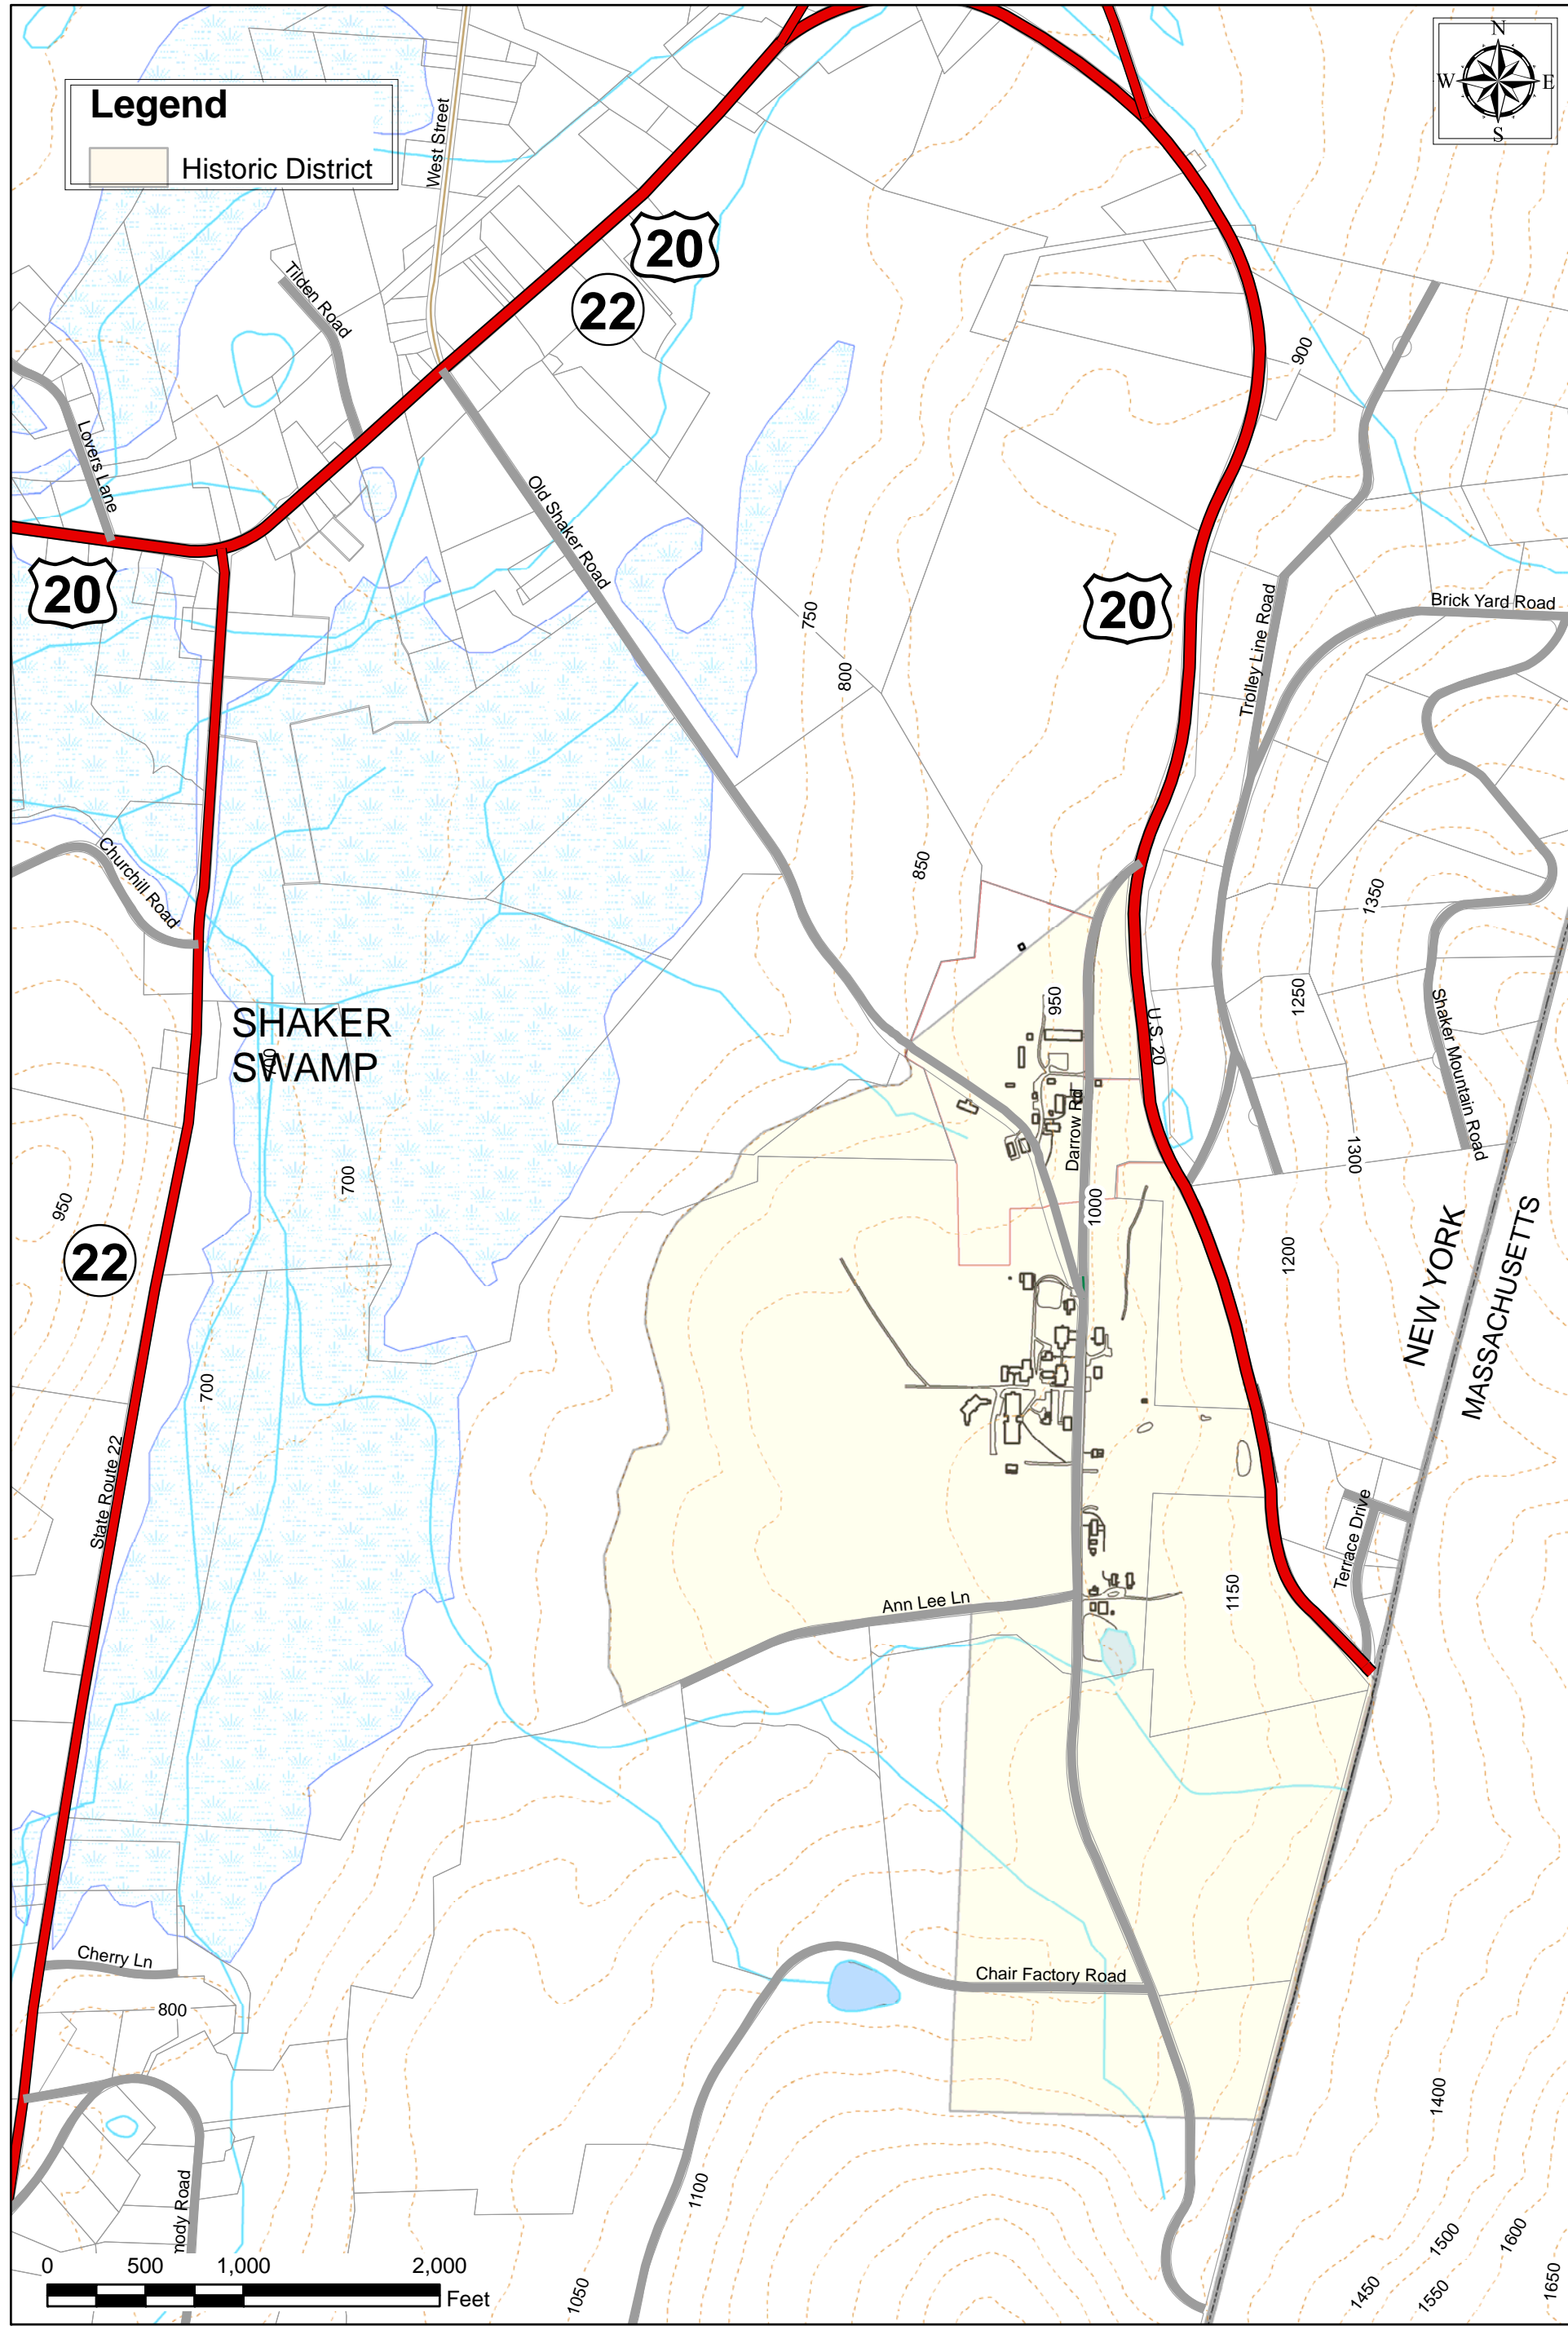 Legend
Historic District
N
W
E
S
West Street
20
22
Tilden Road
900
Lovers Lane
Old Shaker Road
20
20
Brick Yard Road
750
800
Trolley Line Road
850
Churchill Road
1350
950
1250
SHAKER
SWAMP
700
U.S. 20
Shaker Mountain Road
Darrow Rd
1300
700
950
1000
22
1200
NEW YORK
MASSACHUSETTS
700
State Route 22
Terrace Drive
1150
Ann Lee Ln
Cherry Ln
Chair Factory Road
800
1400
1100
mody Road
1500
1600
0
500
1,000
2,000
Feet
1050
1450
1550
1650